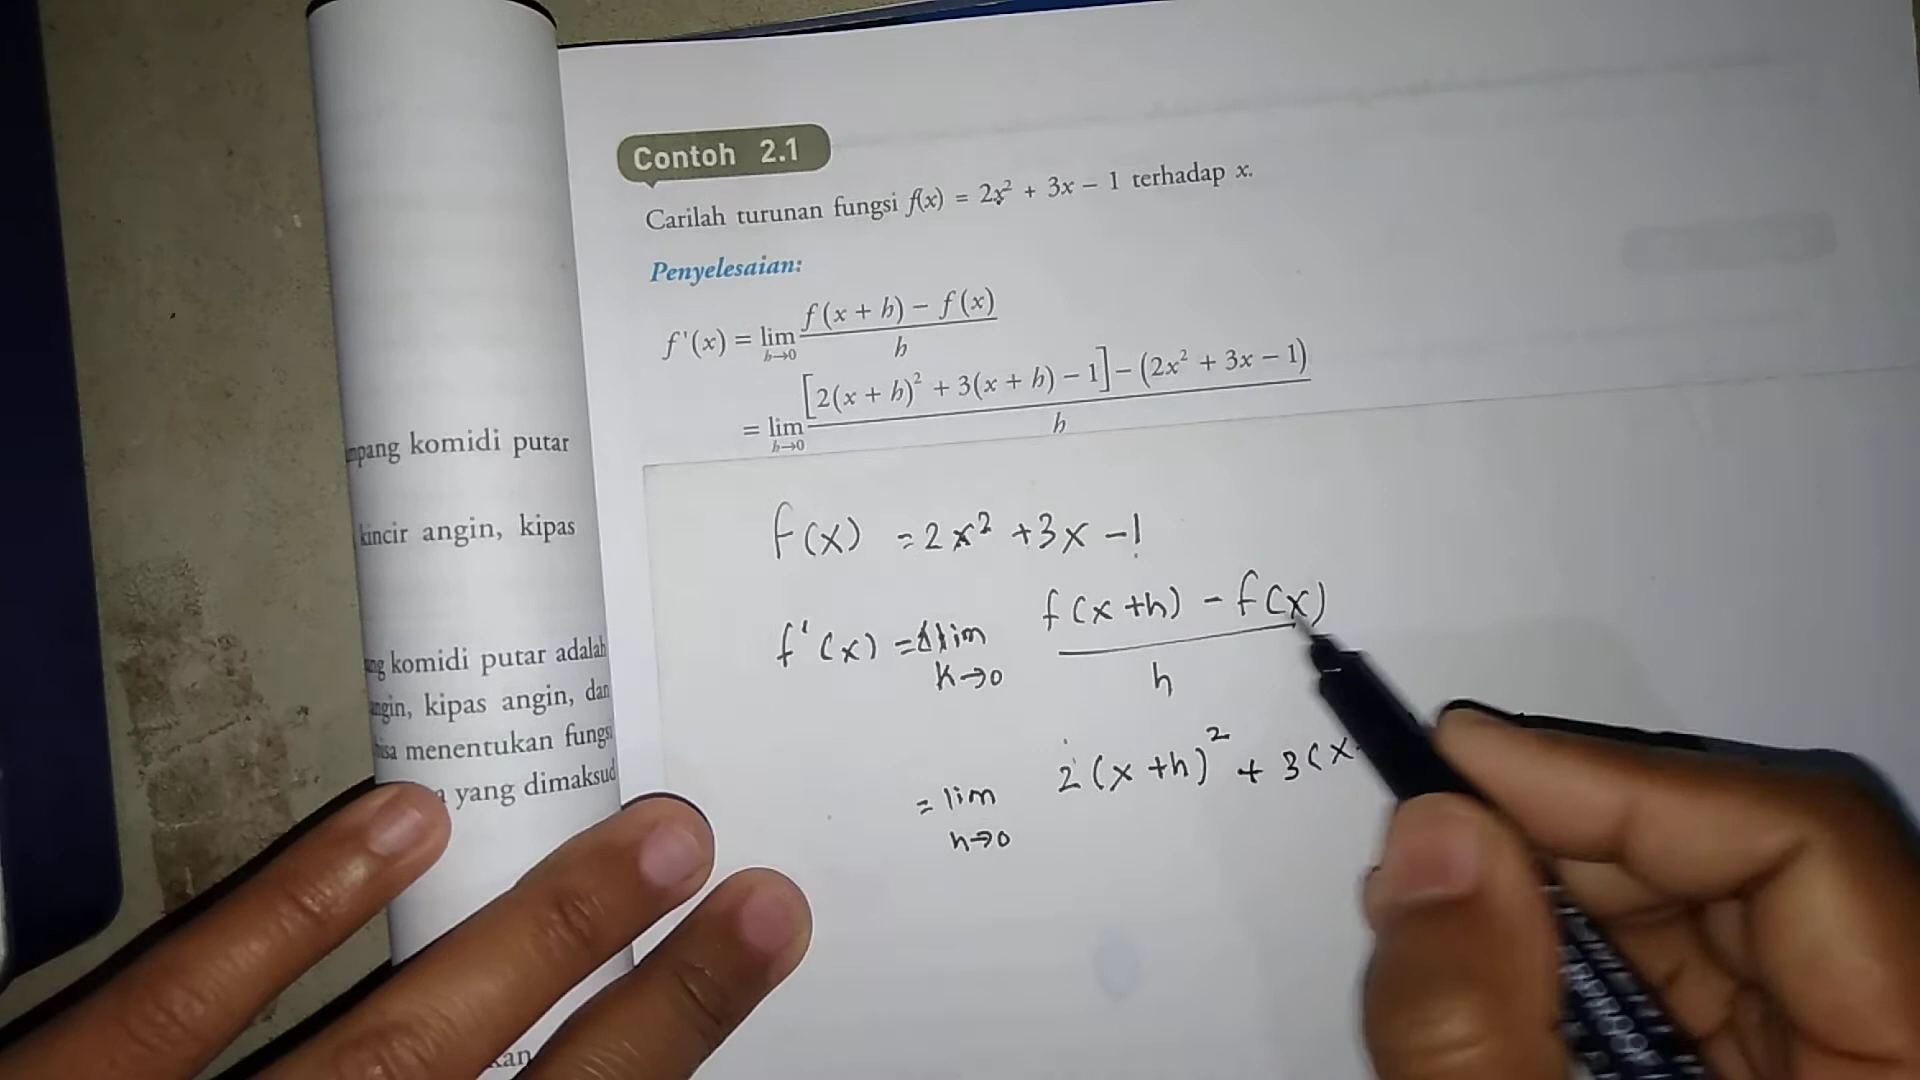 Contoh 2.1
Carilah turunan fungsi f(x) = 2x² + 3x – 1 terhadap x.
Penyelesaian:
f'(x) = lim h→0 f(x + h) – f(x) / h
= lim h→0 [2(x + h)² + 3(x + h) – 1] – (2x² + 3x – 1) / h
komidi putar
kincir angin, kipas
komidi putar adalah
kipas angin, dan
menentukan fungsi
yang dimaksud
f(x) = 2x² + 3x – 1
f'(x) = lim h→0 f(x+h) – f(x) / h
= lim h→0 2(x+h)² + 3(x